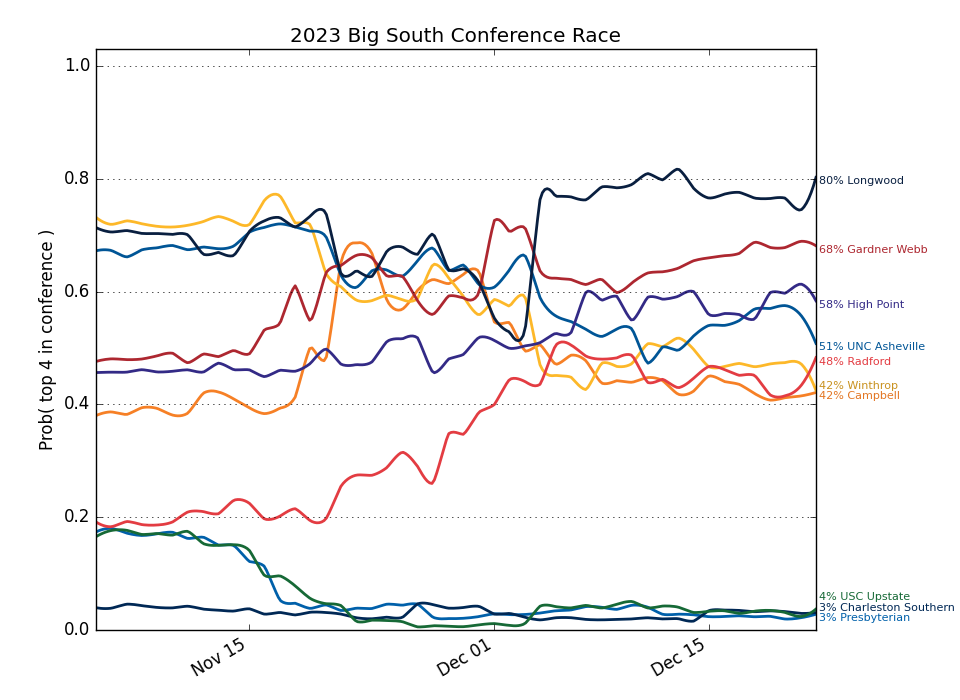 2023 Big South Conference Race
Prob( top 4 in conference )
1.0
0.8
0.6
0.4
0.2
0.0
Nov 15
Dec 01
Dec 15
80% Longwood
68% Gardner Webb
58% High Point
51% UNC Asheville
48% Radford
42% Winthrop
42% Campbell
4% USC Upstate
3% Charleston Southern
3% Presbyterian